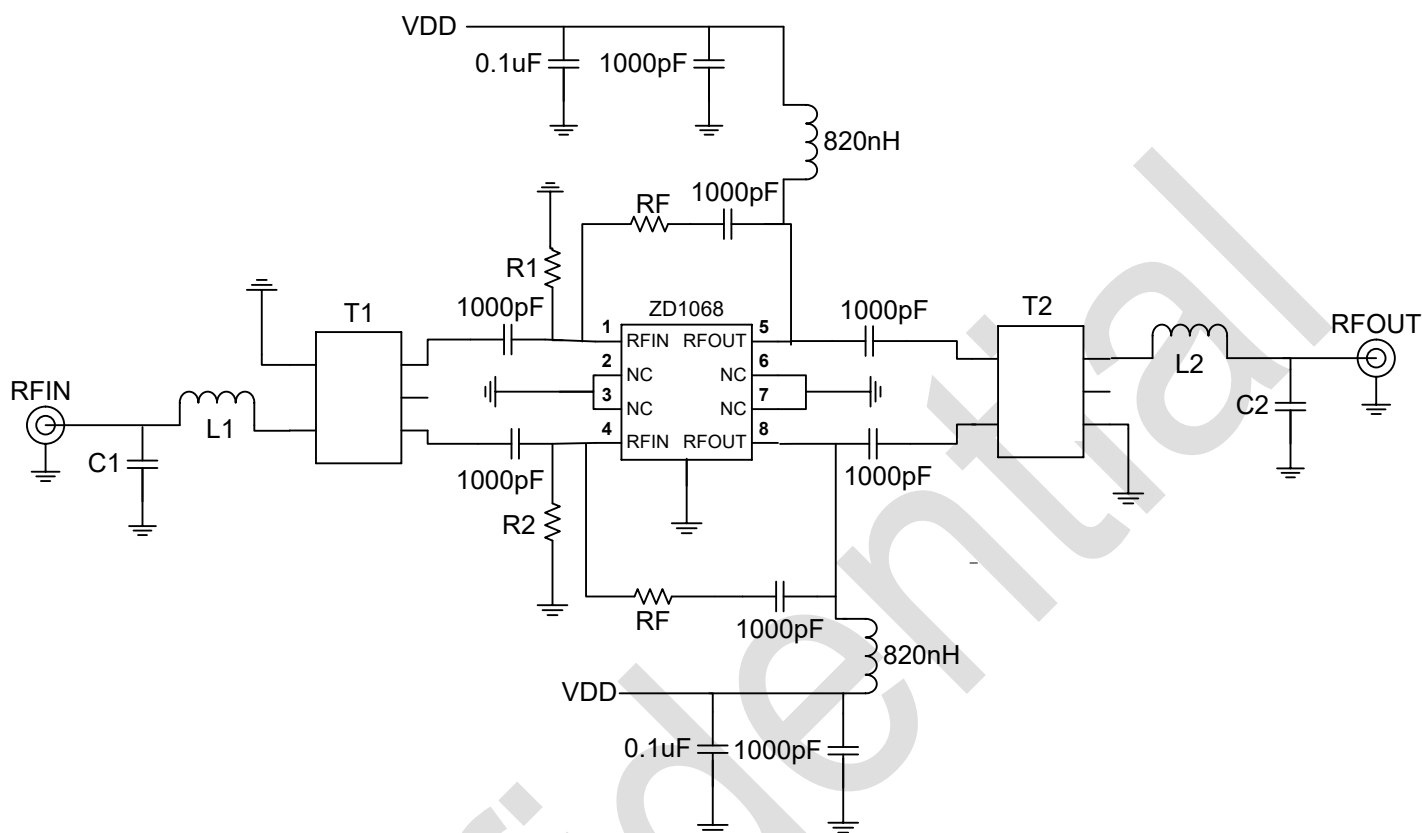 VDD
0.1uF
1000pF
820nH
1000pF
RF
R1
1000pF
ZD1068
1000pF
T1
T2
RFOUT
1 RFIN RFOUT 5
2 NC NC 6
3 NC NC 7
4 RFIN RFOUT 8
RFIN
L1
C1
L2
C2
1000pF
1000pF
R2
RF
1000pF
820nH
VDD
0.1uF
1000pF
fidential